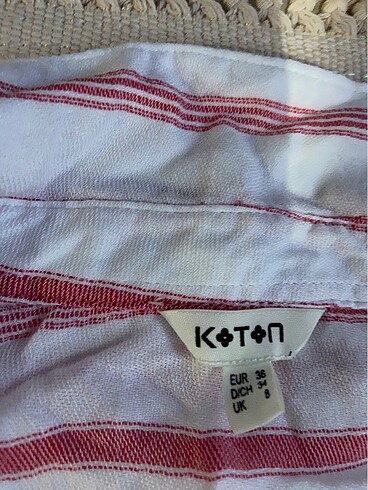 KOTON
EUR 36
D/CH 34
UK 8